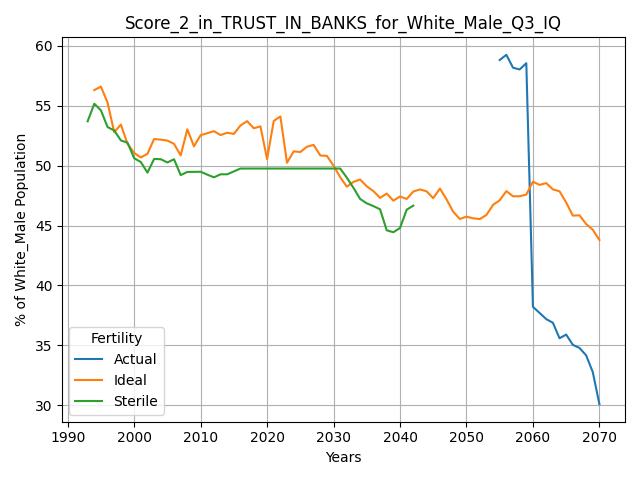 Score_2_in_TRUST_IN_BANKS_for_White_Male_Q3_IQ
% of White_Male Population
60
55
50
45
40
35
30
Fertility
Actual
Ideal
Sterile
1990 2000 2010 2020 2030 2040 2050 2060 2070
Years